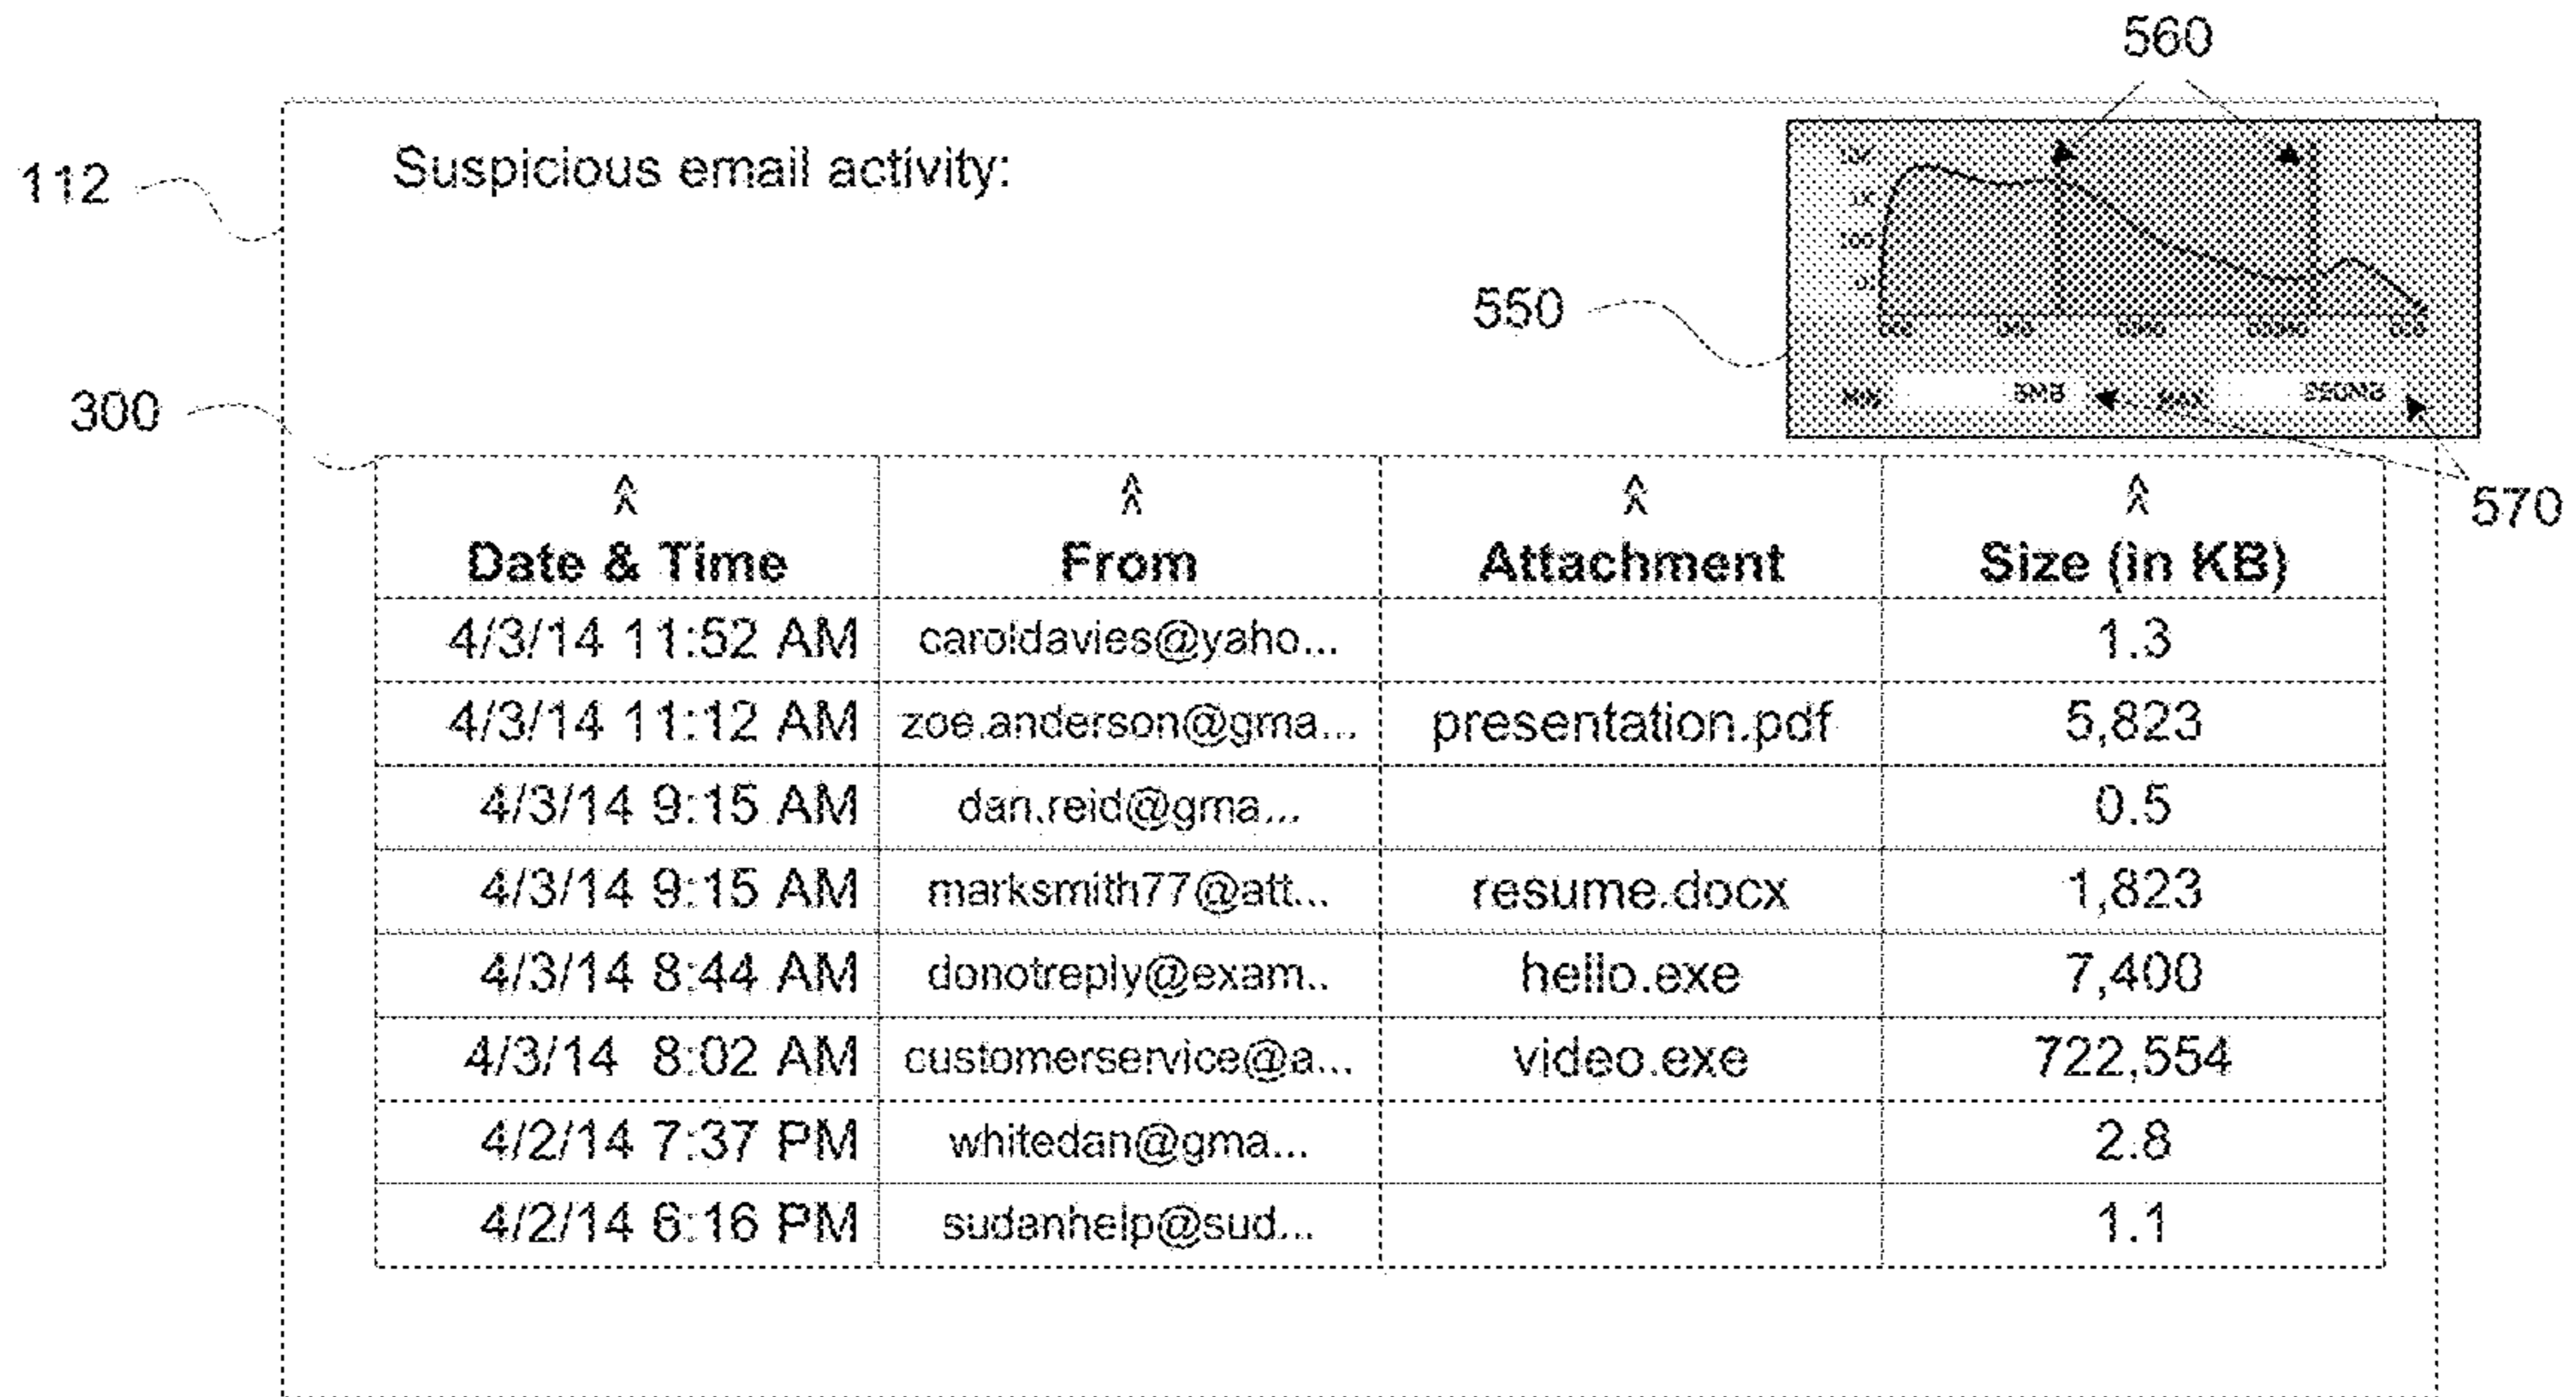 560
112
Suspicious email activity:
550
MIN 5MB MAX 250MB
300
570
Date & Time From Attachment Size (in KB)
4/3/14 11:52 AM caroldavies@yaho... 1.3
4/3/14 11:12 AM zoe.anderson@gma... presentation.pdf 5,823
4/3/14 9:15 AM dan.reid@gma... 0.5
4/3/14 9:15 AM marksmith77@att... resume.docx 1,823
4/3/14 8:44 AM donotreply@exam.. hello.exe 7,400
4/3/14 8:02 AM customerservice@a... video.exe 722,554
4/2/14 7:37 PM whitedan@gma... 2.8
4/2/14 6:16 PM sudanhelp@sud... 1.1